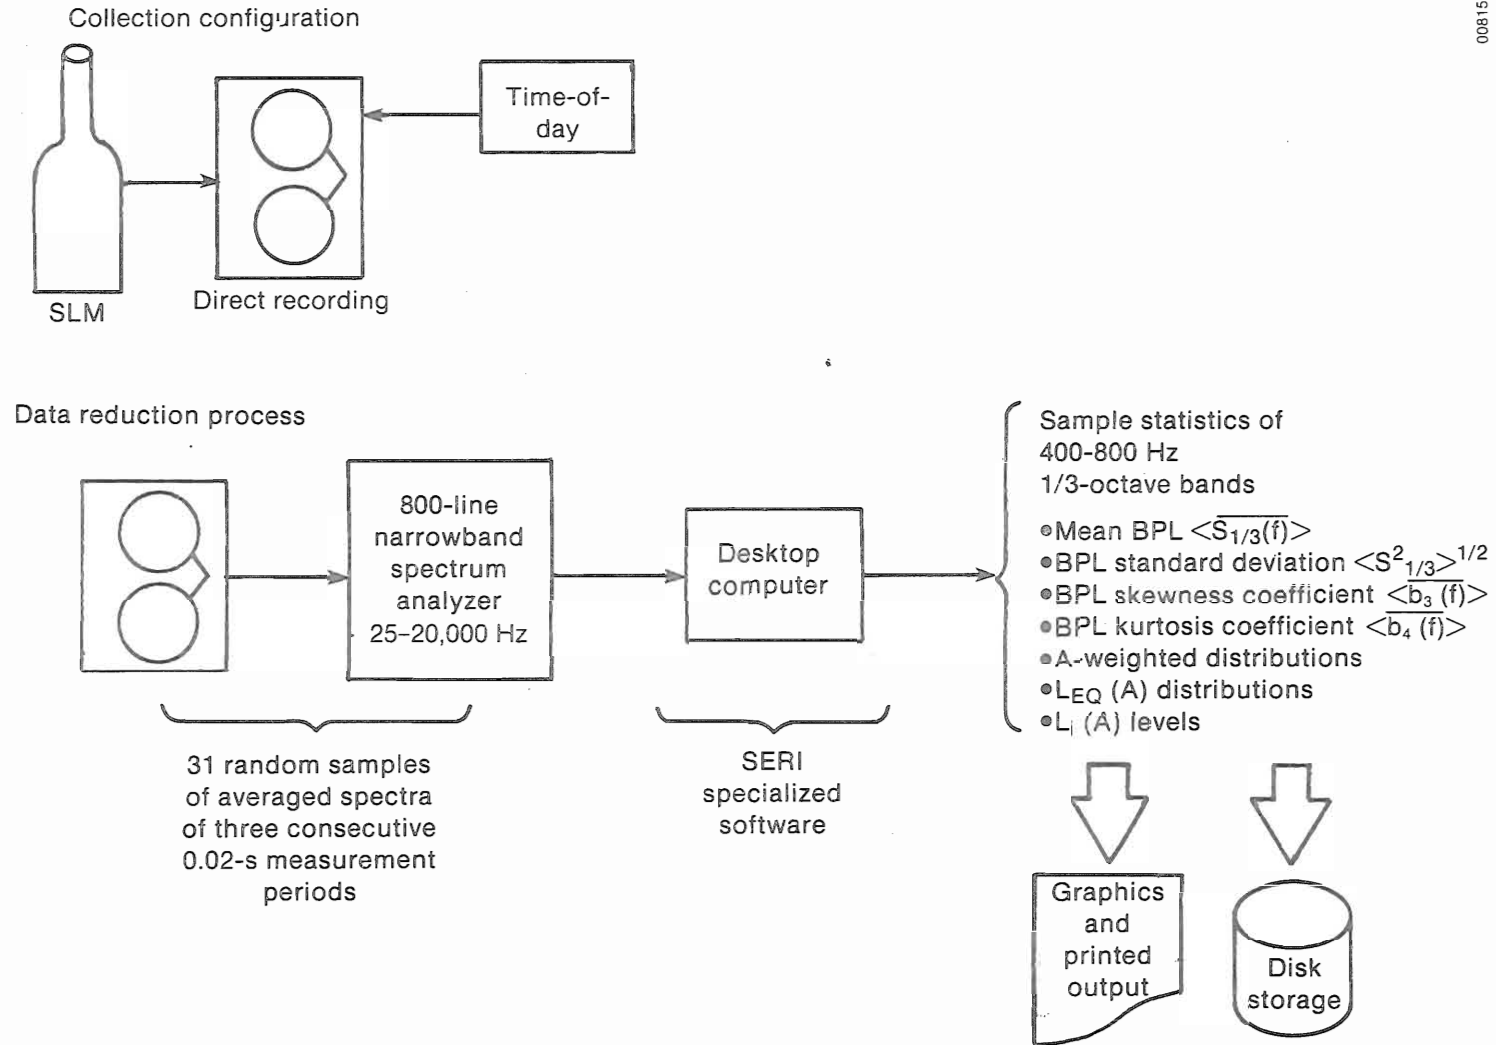 Collection configuration
00815
Time-of-
day
SLM
Direct recording
Data reduction process
800-line
narrowband
spectrum
analyzer
25-20,000 Hz
Desktop
computer
Sample statistics of
400-800 Hz
1/3-octave bands
•Mean BPL <S̅1/3(f)>
•BPL standard deviation <S²1/3>^1/2
•BPL skewness coefficient <b3 (f)>
•BPL kurtosis coefficient <b4 (f)>
•A-weighted distributions
•LEQ (A) distributions
•Li (A) levels
31 random samples
of averaged spectra
of three consecutive
0.02-s measurement
periods
SERI
specialized
software
Graphics
and
printed
output
Disk
storage